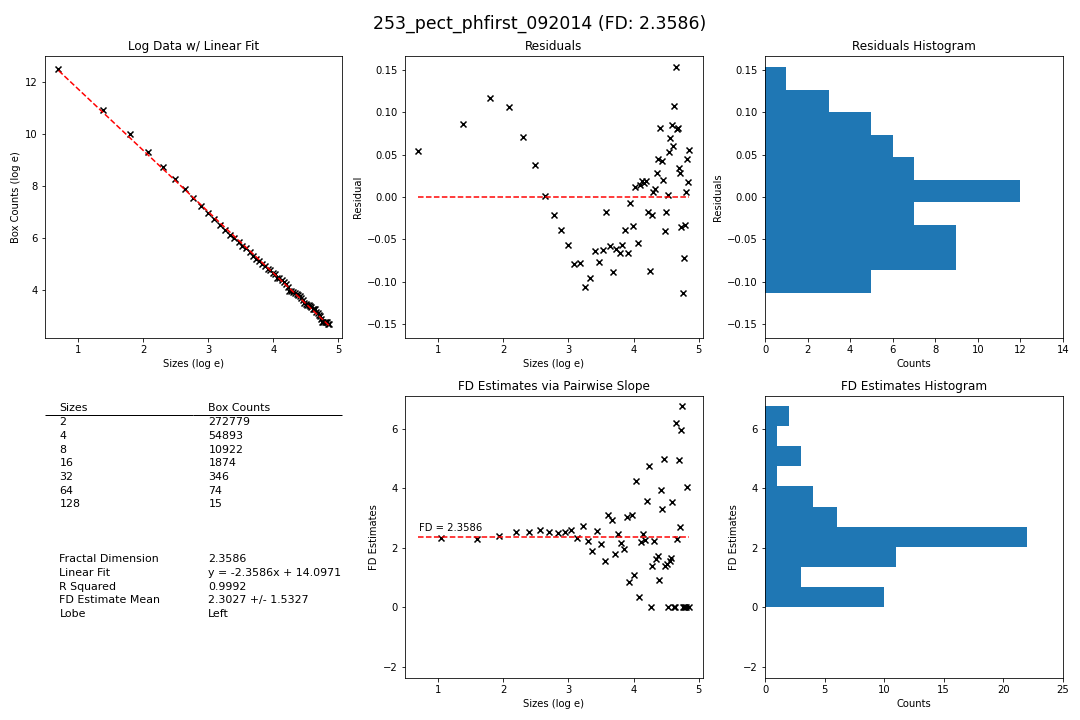 253_pect_phfirst_092014 (FD: 2.3586)
Log Data w/ Linear Fit
Box Counts (log e)
12
10
8
6
4
1
2
3
4
5
Sizes (log e)
Residuals
Residual
0.15
0.10
0.05
0.00
−0.05
−0.10
−0.15
1
2
3
4
5
Sizes (log e)
Residuals Histogram
Residuals
0.15
0.10
0.05
0.00
−0.05
−0.10
−0.15
0
2
4
6
8
10
12
14
Counts
Sizes Box Counts
2 272779
4 54893
8 10922
16 1874
32 346
64 74
128 15
Fractal Dimension 2.3586
Linear Fit y = -2.3586x + 14.0971
R Squared 0.9992
FD Estimate Mean 2.3027 +/- 1.5327
Lobe Left
FD Estimates via Pairwise Slope
FD Estimates
6
4
2
0
−2
FD = 2.3586
1
2
3
4
5
Sizes (log e)
FD Estimates Histogram
FD Estimates
6
4
2
0
−2
0
5
10
15
20
25
Counts